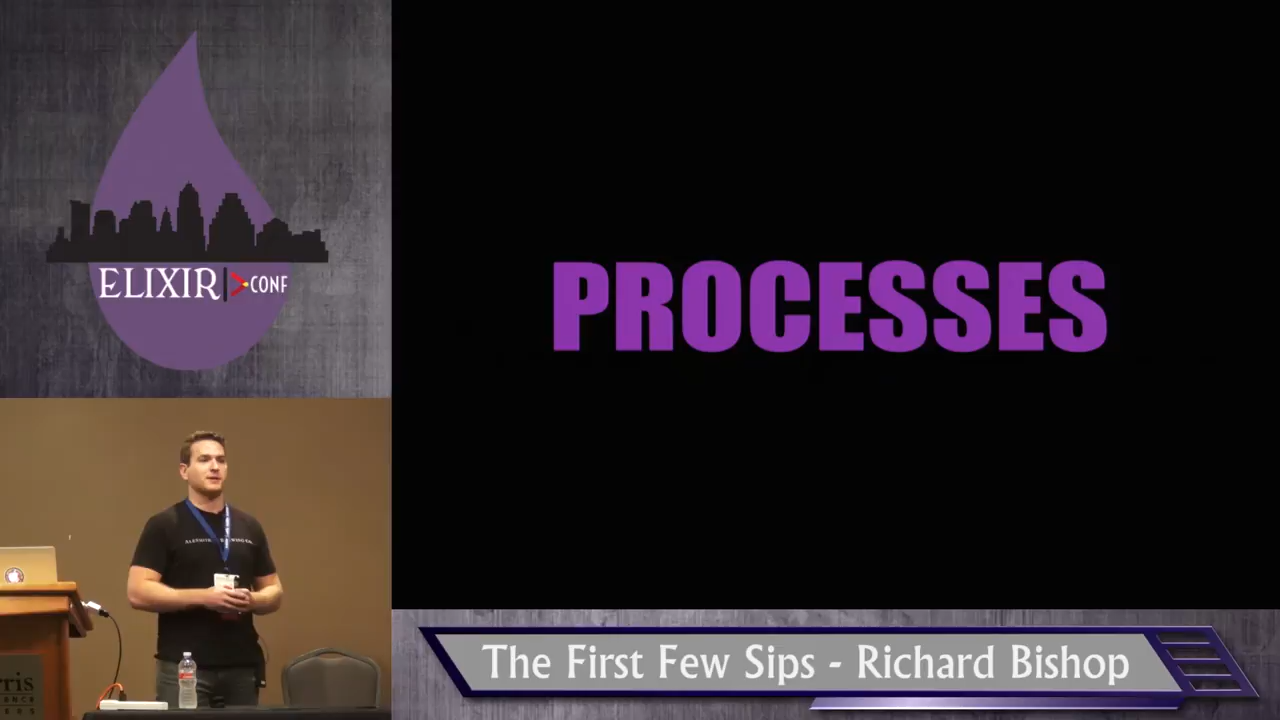 ELIXIR CONF
PROCESSES
The First Few Sips - Richard Bishop